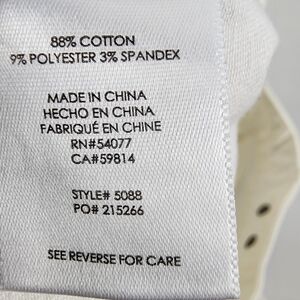 88% COTTON
9% POLYESTER 3% SPANDEX
MADE IN CHINA
HECHO EN CHINA
FABRIQUÉ EN CHINE
RN#54077
CA#59814
STYLE# 5088
PO# 215266
SEE REVERSE FOR CARE